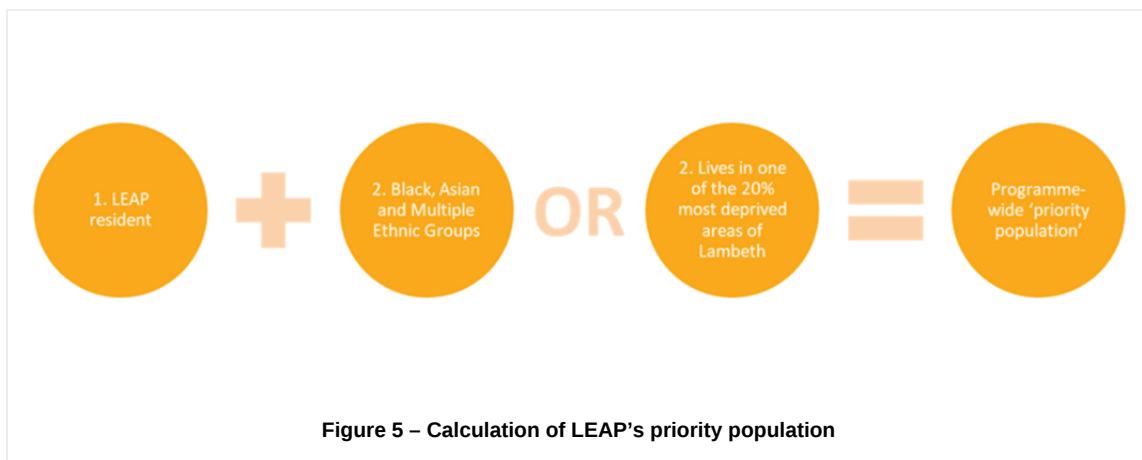 1. LEAP
resident
+
2. Black, Asian
and Multiple
Ethnic Groups
OR
2. Lives in one
of the 20%
most deprived
areas of
Lambeth
=
Programme-
wide ‘priority
population’
Figure 5 – Calculation of LEAP’s priority population